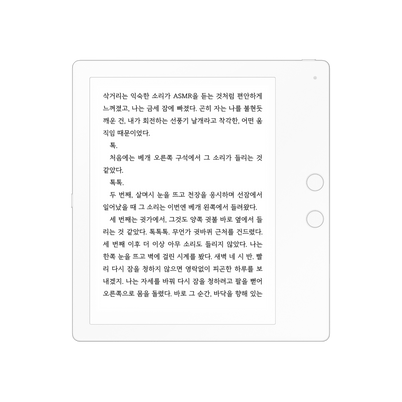 삭거리는 익숙한 소리가 ASMR을 듣는 것처럼 편안하게
느껴졌고, 나는 금세 잠에 빠졌다. 곤히 자는 나를 불현듯
깨운 건, 내가 회전하는 선풍기 날개라고 착각한, 어떤 움
직임 때문이었다.
톡.
처음에는 베개 오른쪽 구석에서 그 소리가 들리는 것
같았다.
톡톡.
두 번째, 살며시 눈을 뜨고 천장을 응시하며 선잠에서
일어났을 때 그 소리는 이번엔 베개 왼쪽에서 들려왔다.
세 번째는 귓가에서, 그것도 양쪽 귓볼 바로 옆에서 들
리는 것 같았다. 톡톡톡. 무언가 귓바퀴 근처를 건드렸다.
세 번째 이후 더 이상 아무 소리도 들리지 않았다. 나는
한쪽 눈을 뜨고 벽에 걸린 시계를 봤다. 새벽 네 시 반. 빨
리 다시 잠을 청하지 않으면 영락없이 피곤한 하루를 보
내겠지. 나는 자세를 바꿔 다시 잠을 청하려고 팔을 뻗어
오른쪽으로 몸을 돌렸다. 바로 그 순간, 바닥을 향해 있는